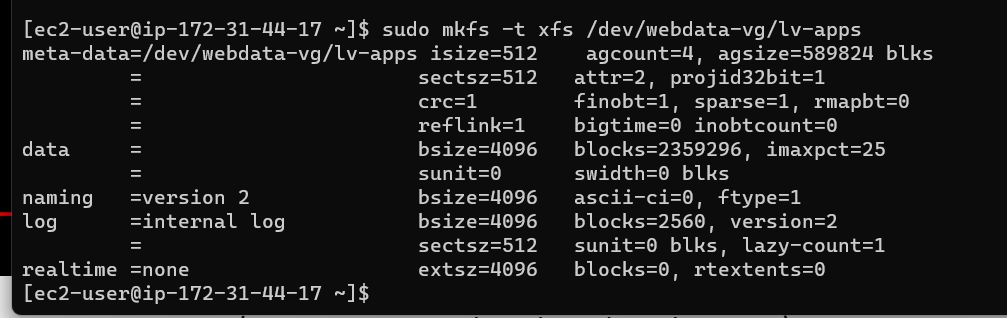 [ec2-user@ip-172-31-44-17 ~]$ sudo mkfs -t xfs /dev/webdata-vg/lv-apps
meta-data=/dev/webdata-vg/lv-apps isize=512    agcount=4, agsize=589824 blks
         =                       sectsz=512   attr=2, projid32bit=1
         =                       crc=1        finobt=1, sparse=1, rmapbt=0
         =                       reflink=1    bigtime=0 inobtcount=0
data     =                       bsize=4096   blocks=2359296, imaxpct=25
         =                       sunit=0      swidth=0 blks
naming   =version 2              bsize=4096   ascii-ci=0, ftype=1
log      =internal log           bsize=4096   blocks=2560, version=2
         =                       sectsz=512   sunit=0 blks, lazy-count=1
realtime =none                   extsz=4096   blocks=0, rtextents=0
[ec2-user@ip-172-31-44-17 ~]$